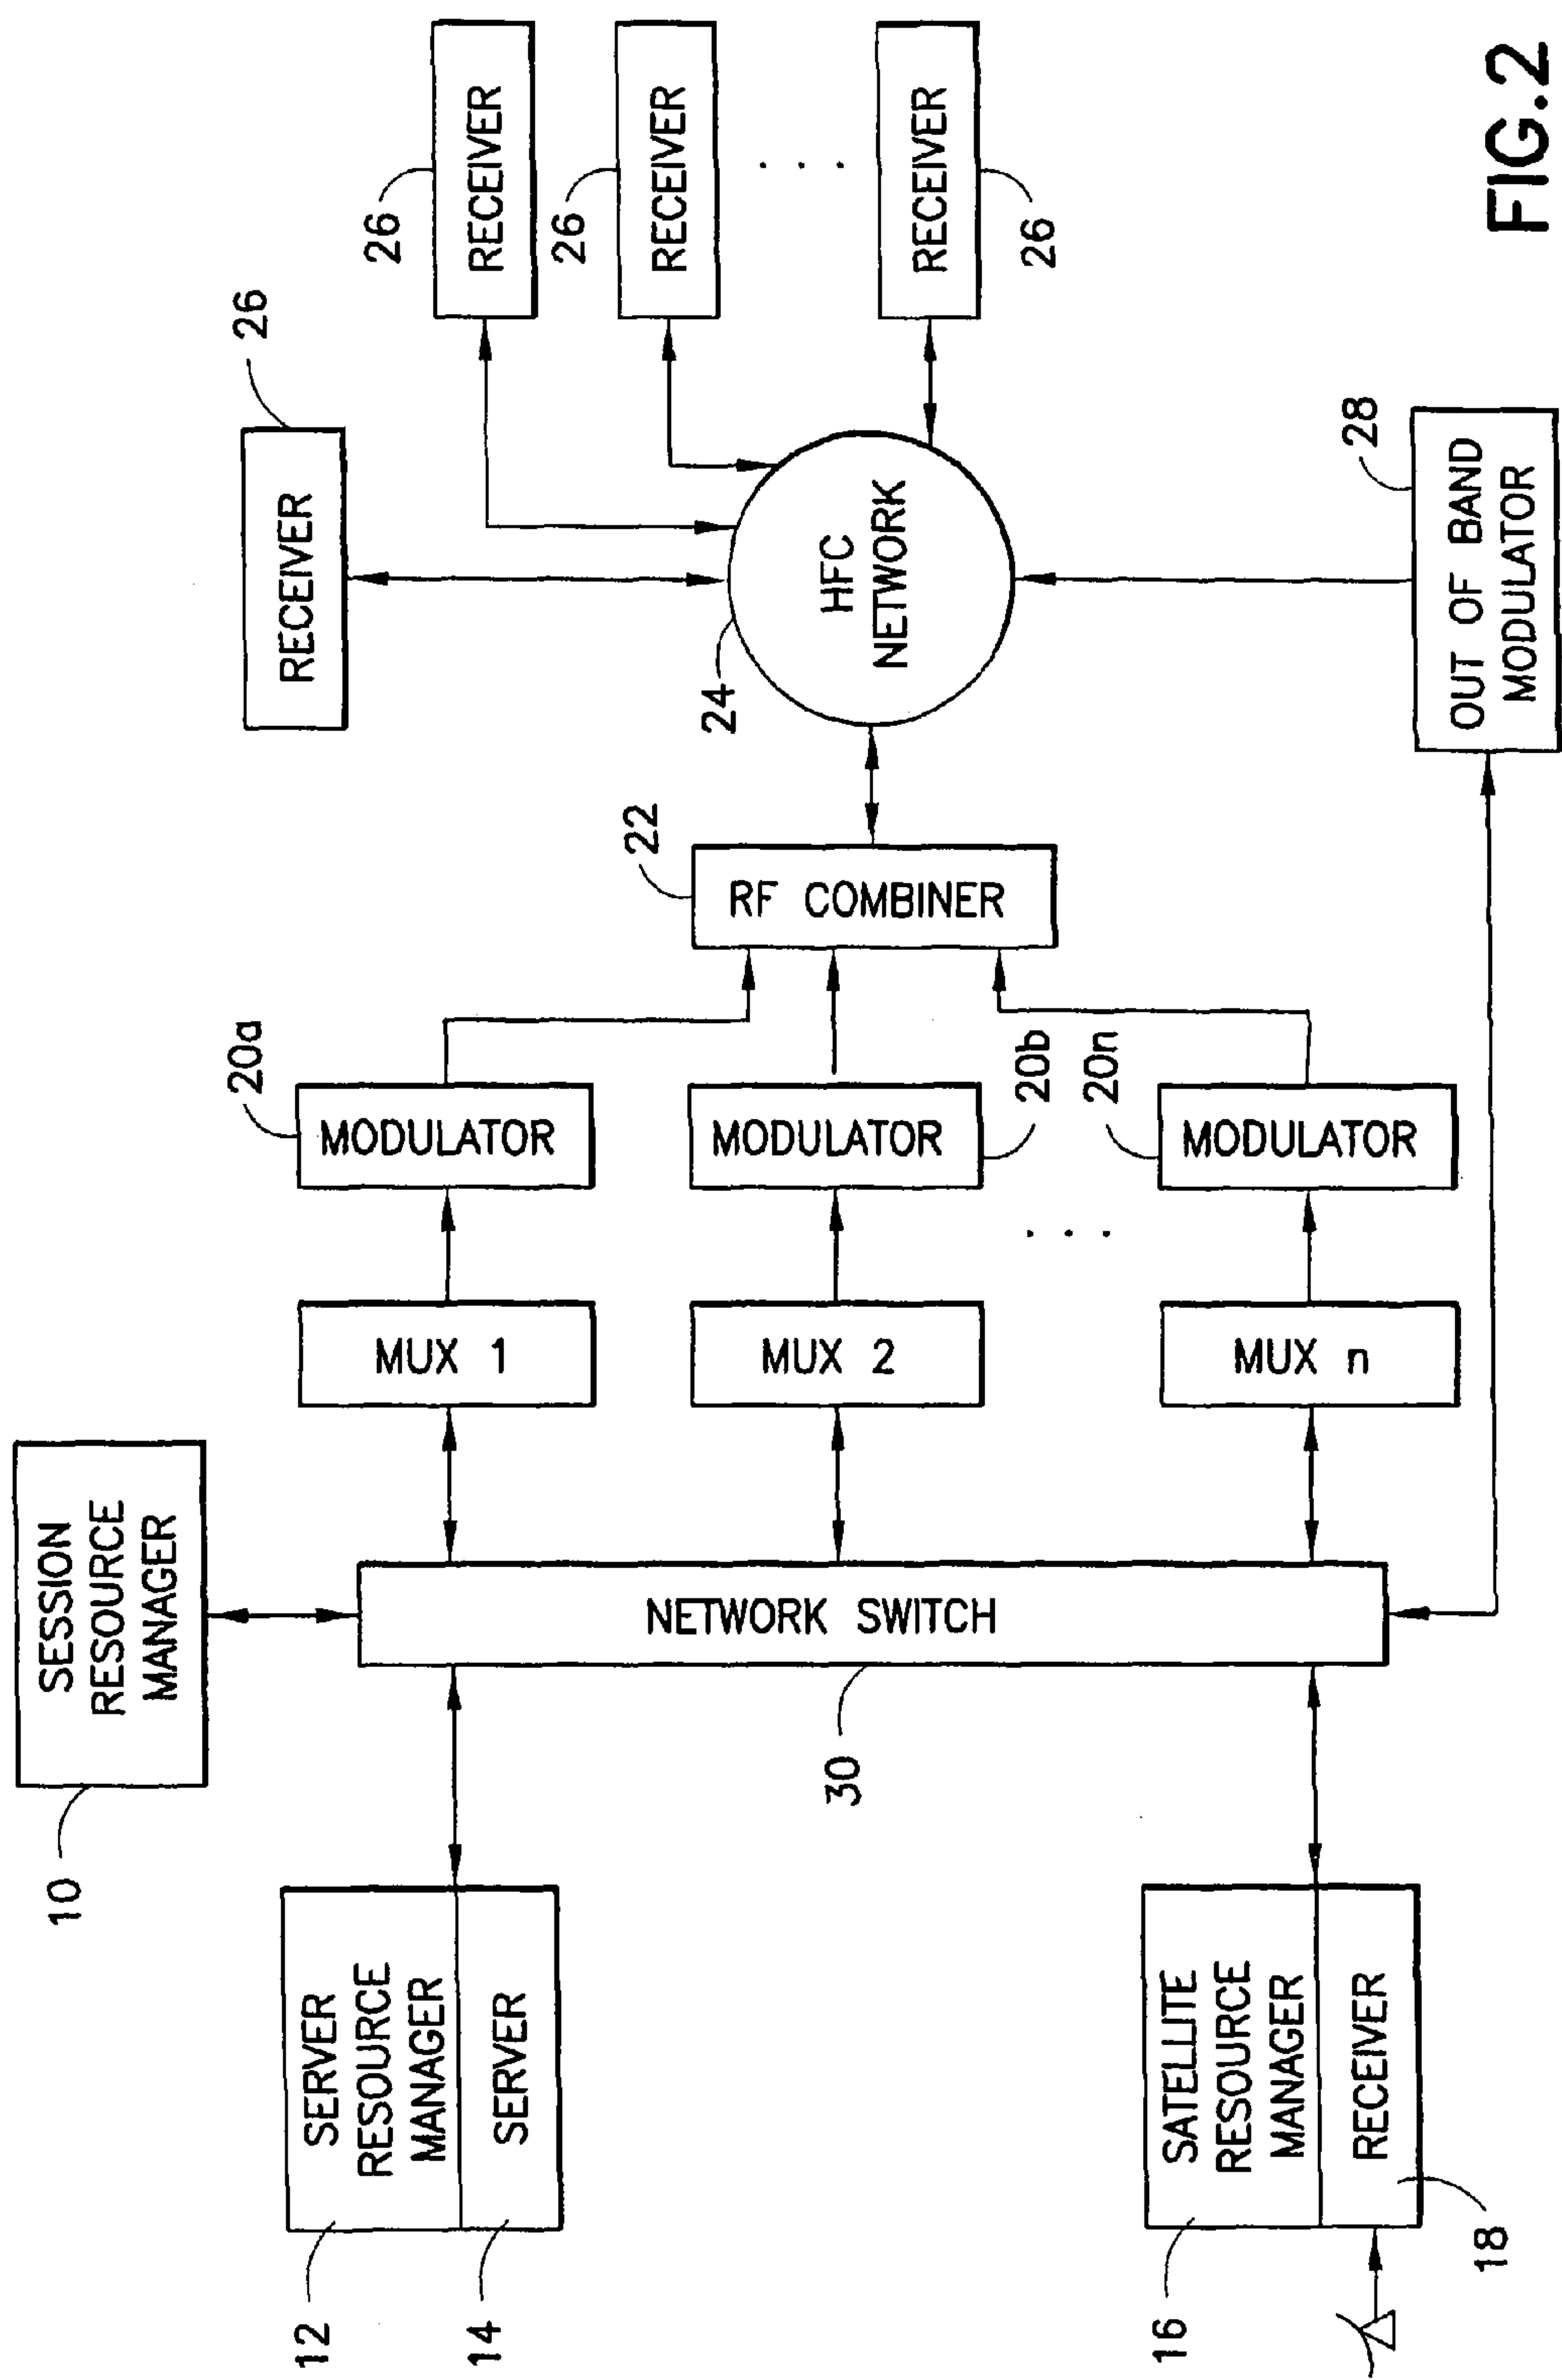 10
SESSION
RESOURCE
MANAGER
12
SERVER
RESOURCE
MANAGER
14
SERVER
16
SATELLITE
RESOURCE
MANAGER
RECEIVER
18
30
NETWORK SWITCH
MUX 1
MUX 2
MUX n
. . .
20a
MODULATOR
MODULATOR
20b
20n
MODULATOR
22
RF COMBINER
24
HFC
NETWORK
26
RECEIVER
26
RECEIVER
26
RECEIVER
. . .
RECEIVER
26
28
OUT OF BAND
MODULATOR
FIG.2